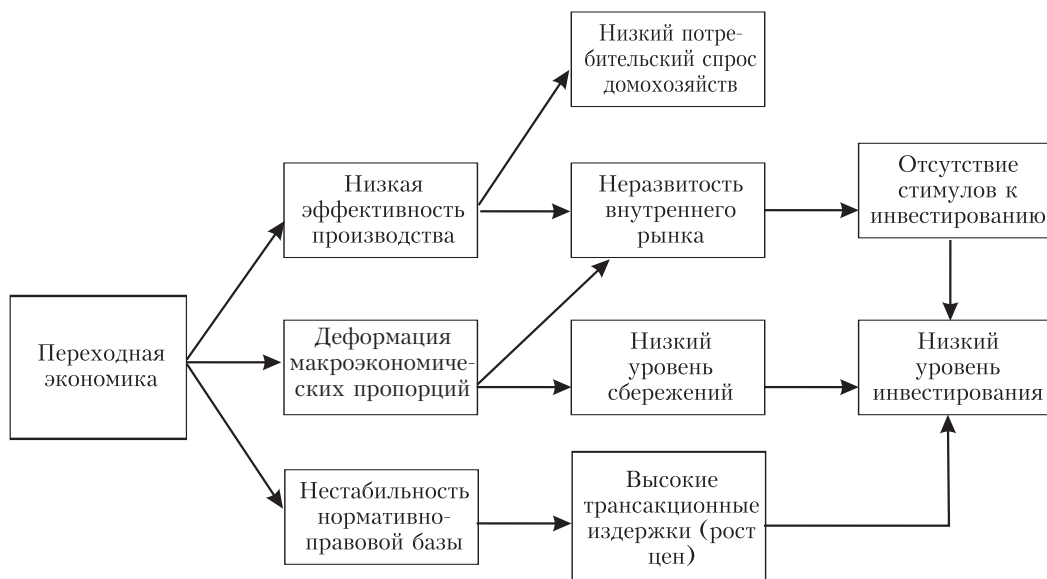 Низкий потре-
бительский спрос
домохозяйств
Низкая
эффективность
производства
Неразвитость
внутреннего
рынка
Отсутствие
стимулов к
инвестированию
Переходная
экономика
Деформация
макроэкономиче-
ских пропорций
Низкий
уровень
сбережений
Низкий
уровень
инвестирования
Нестабильность
нормативно-
правовой базы
Высокие
трансакционные
издержки (рост
цен)